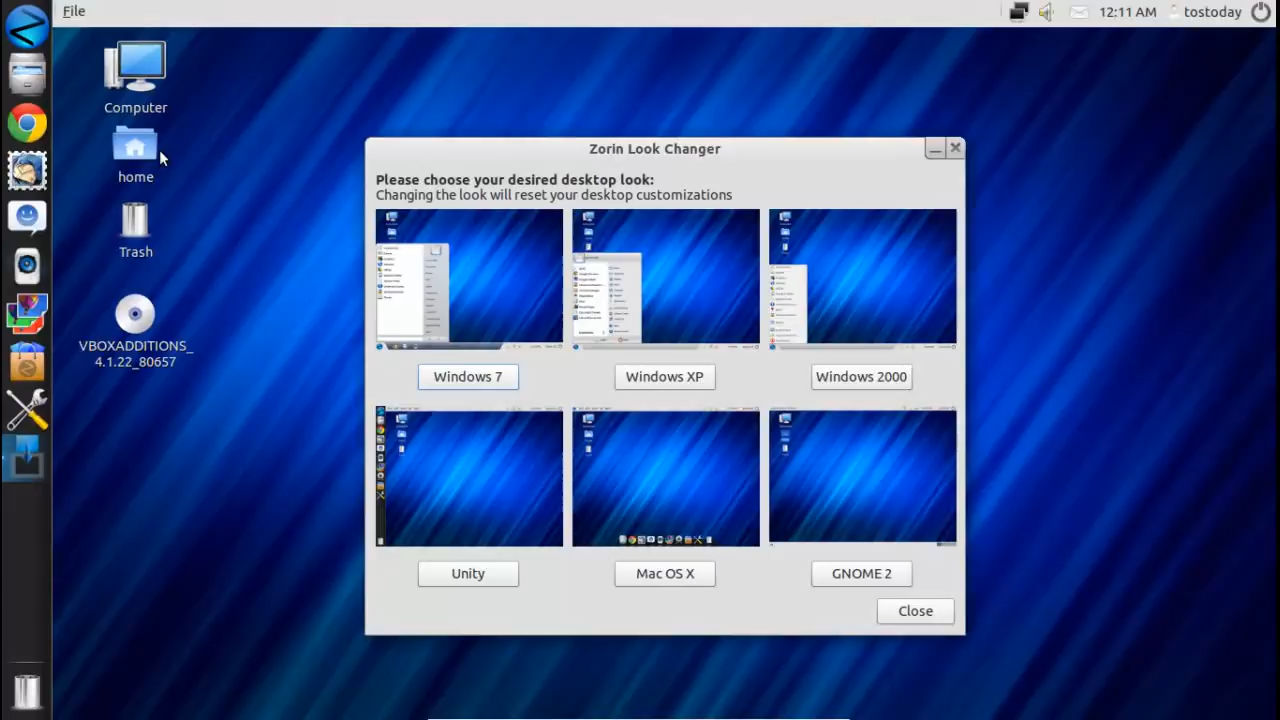 File
12:11 AM
tostoday
Computer
home
Trash
VBOXADDITIONS_
4.1.22_80657
Zorin Look Changer
Please choose your desired desktop look:
Changing the look will reset your desktop customizations
Windows 7
Windows XP
Windows 2000
Unity
Mac OS X
GNOME 2
Close